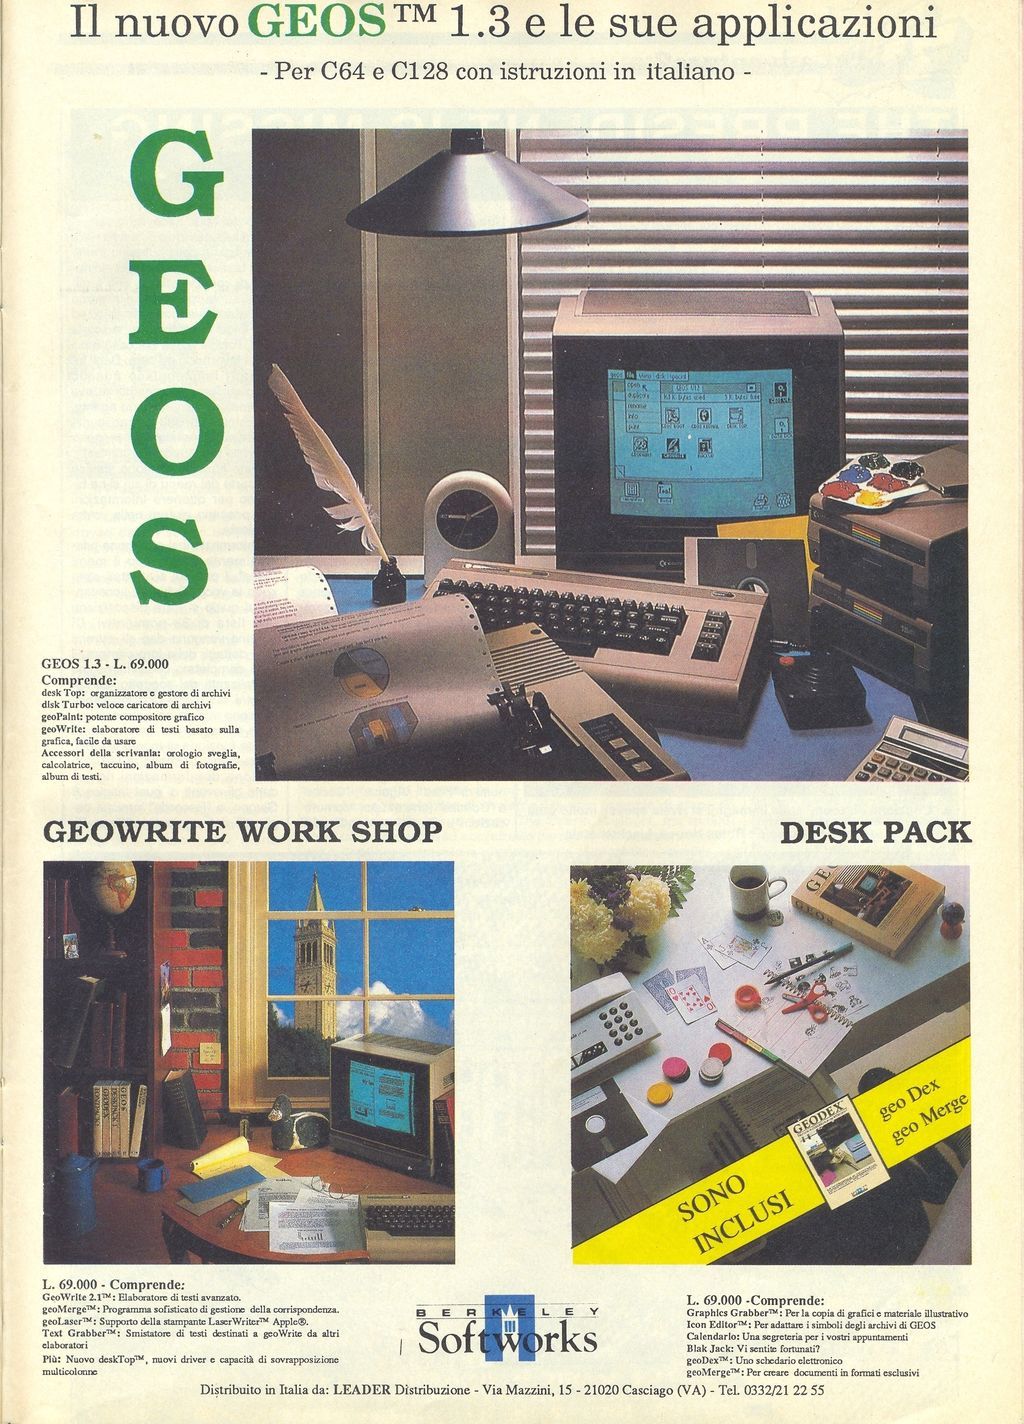 Il nuovo GEOS™ 1.3 e le sue applicazioni
- Per C64 e C128 con istruzioni in italiano -
G
E
O
S
GEOS 1.3 - L. 69.000
Comprende:
desk Top: organizzatore e gestore di archivi
disk Turbo: veloce caricatore di archivi
geoPaint: potente compositore grafico
geoWrite: elaboratore di testi basato sulla
grafica, facile da usare
Accessori della scrivania: orologio sveglia,
calcolatrice, taccuino, album di fotografie,
album di testi.
GEOWRITE WORK SHOP
DESK PACK
GEOS
GEODEX
geo Dex
geo Merge
SONO
INCLUSI
L. 69.000 - Comprende:
GeoWrite 2.1™: Elaboratore di testi avanzato.
geoMerge™: Programma sofisticato di gestione della corrispondenza.
geoLaser™: Supporto della stampante LaserWriter™ Apple®.
Text Grabber™: Smistatore di testi destinati a geoWrite da altri
elaboratori
Più: Nuovo deskTop™, nuovi driver e capacità di sovrapposizione
multicolonne
BERKELEY
Softworks
L. 69.000 -Comprende:
Graphics Grabber™: Per la copia di grafici e materiale illustrativo
Icon Editor™: Per adattare i simboli degli archivi di GEOS
Calendario: Una segreteria per i vostri appuntamenti
Blak Jack: Vi sentite fortunati?
geoDex™: Uno schedario elettronico
geoMerge™: Per creare documenti in formati esclusivi
Distribuito in Italia da: LEADER Distribuzione - Via Mazzini, 15 - 21020 Casciago (VA) - Tel. 0332/21 22 55